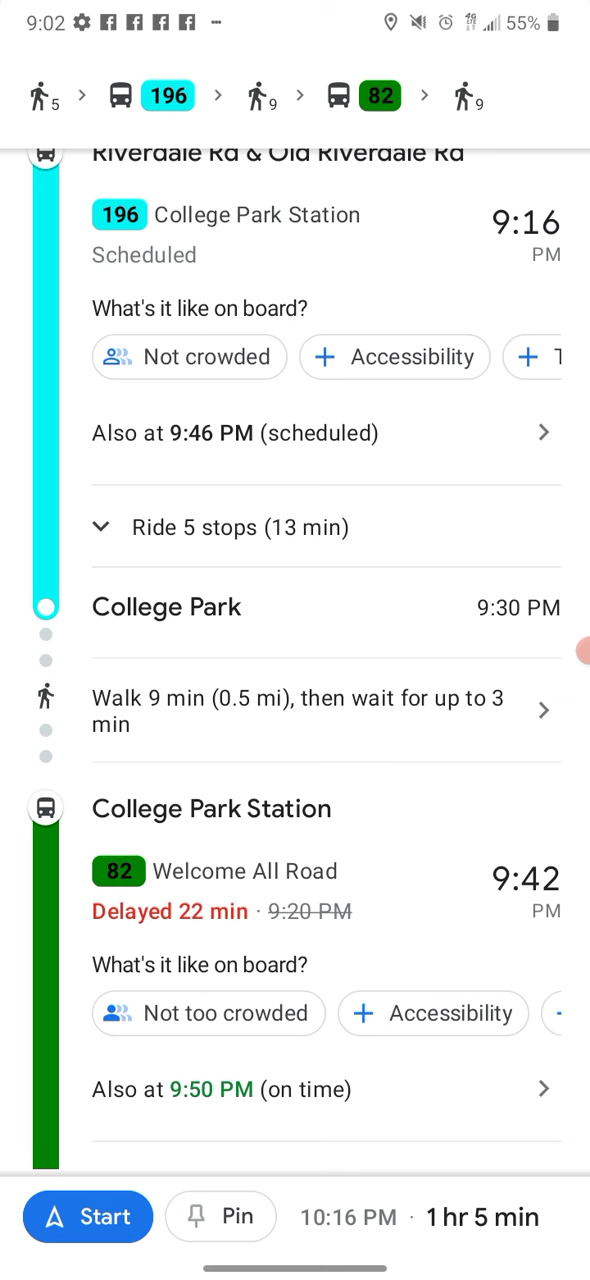 9:02 55%
5 196 9 82 9
Riverdale Rd & Old Riverdale Rd
196 College Park Station 9:16
Scheduled PM
What's it like on board?
Not crowded Accessibility
Also at 9:46 PM (scheduled)
Ride 5 stops (13 min)
College Park 9:30 PM
Walk 9 min (0.5 mi), then wait for up to 3
min
College Park Station
82 Welcome All Road 9:42
Delayed 22 min · 9:20 PM PM
What's it like on board?
Not too crowded Accessibility
Also at 9:50 PM (on time)
Start Pin 10:16 PM · 1 hr 5 min